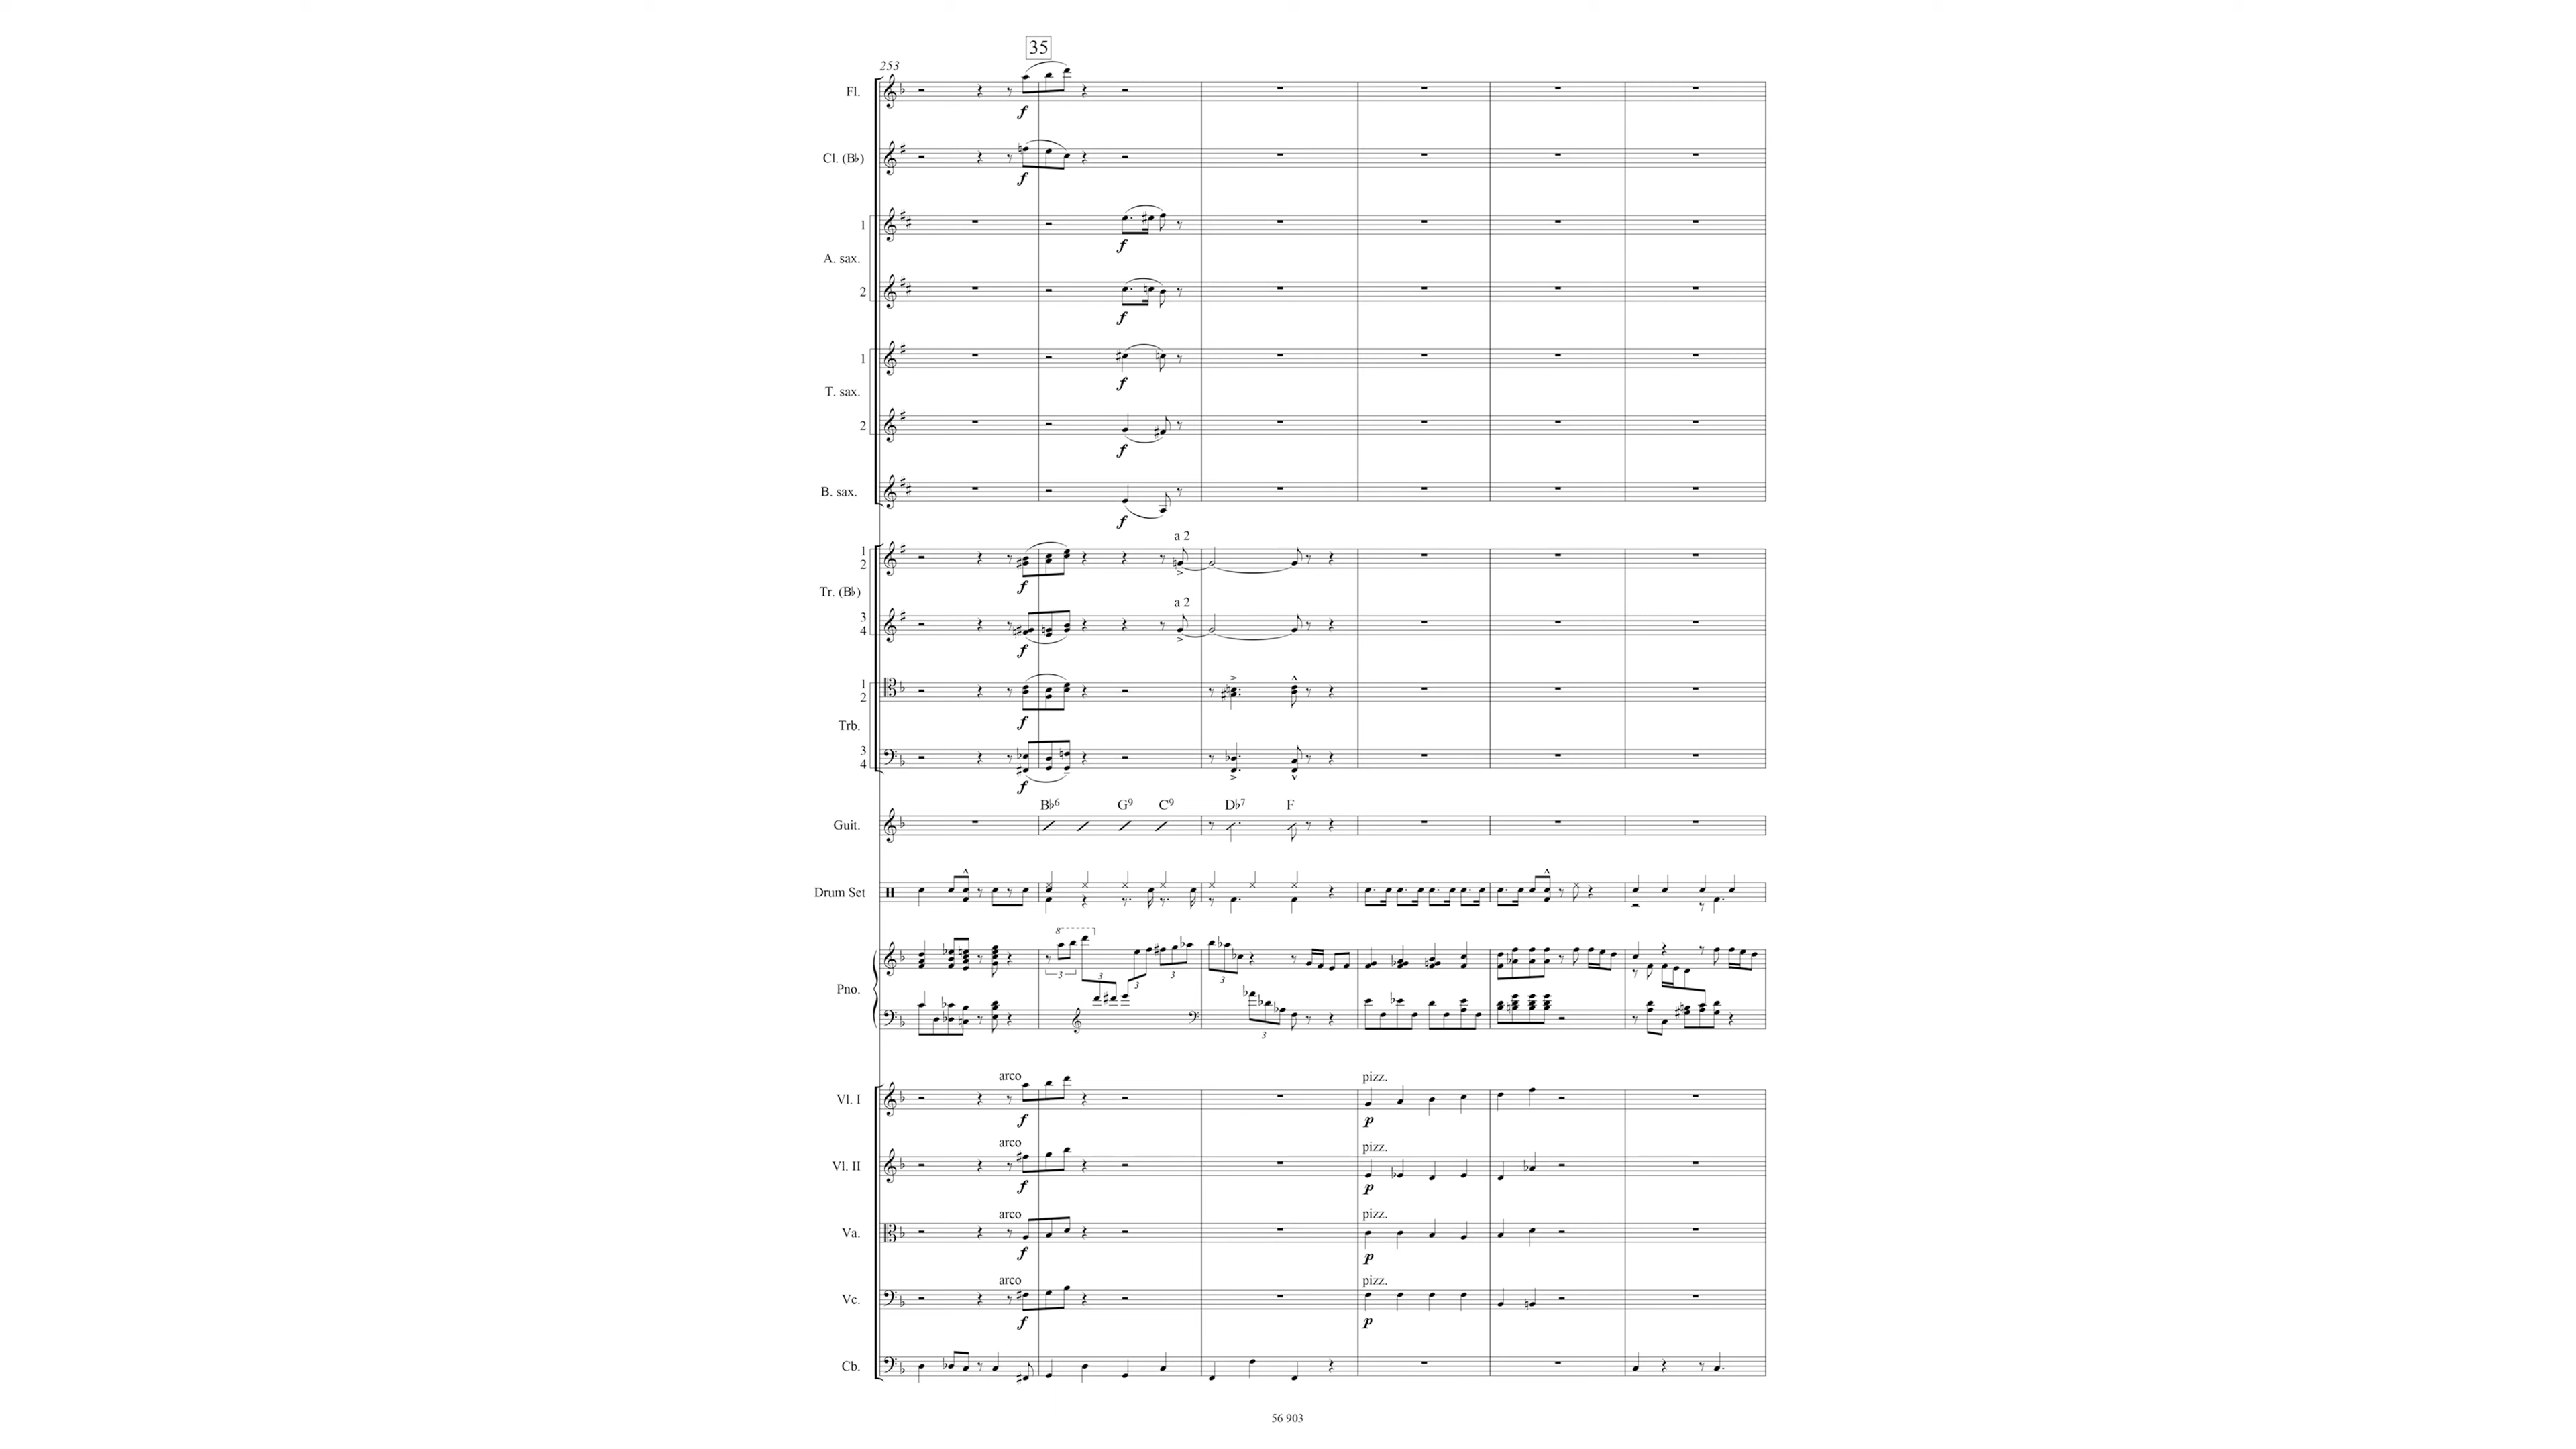 35
253
Fl.
f
Cl. (B♭)
f
1
f
A. sax.
2
f
1
f
T. sax.
2
f
B. sax.
f
a 2
1
2
f
Tr. (B♭)
a 2
3
4
f
1
2
f
Trb.
3
4
f
B♭6 G9 C9 D♭7 F
Guit.
Drum Set
8
3 3 3 3 3
Pno.
3
arco pizz.
Vl. I
f p
arco pizz.
Vl. II
f p
arco pizz.
Va.
f p
arco pizz.
Vc.
f p
Cb.
56 903